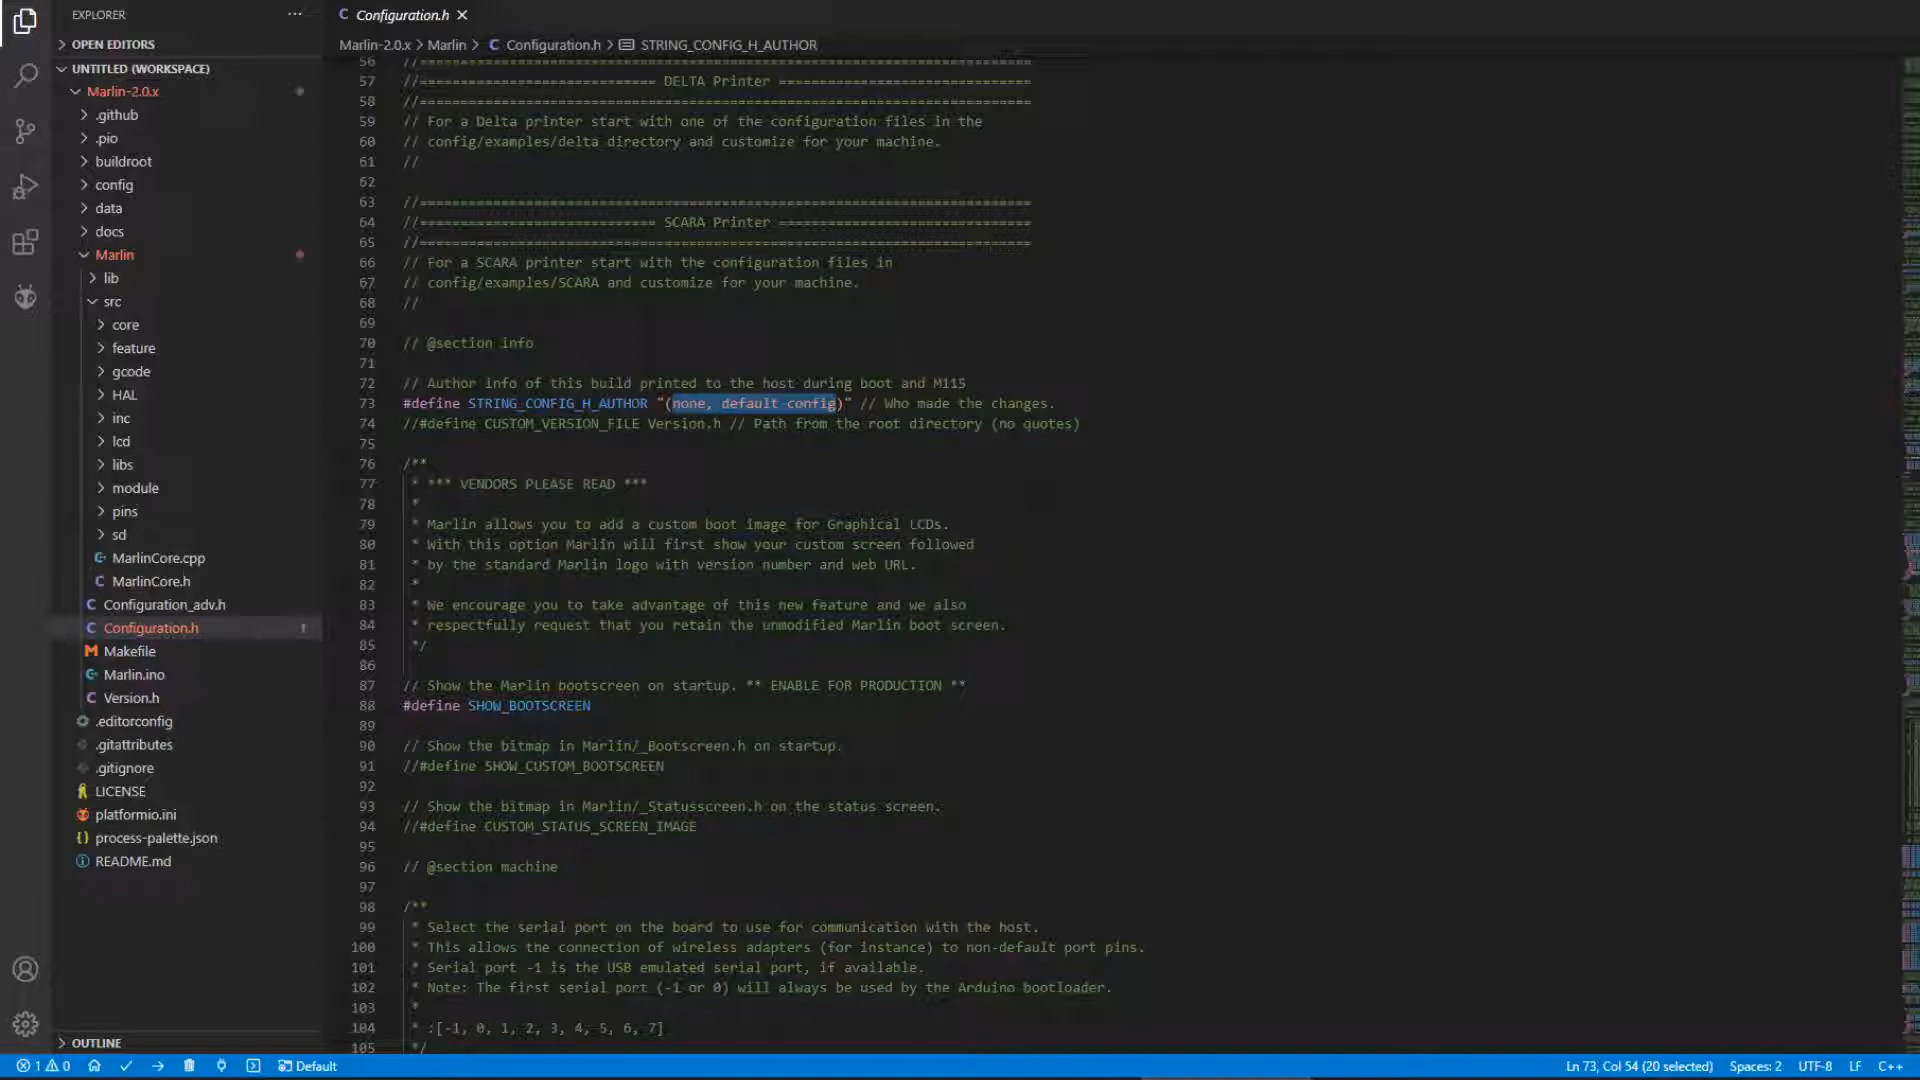 EXPLORER
OPEN EDITORS
UNTITLED (WORKSPACE)
Marlin-2.0.x
.github
.pio
buildroot
config
data
docs
Marlin
lib
src
core
feature
gcode
HAL
inc
lcd
libs
module
pins
sd
MarlinCore.cpp
MarlinCore.h
Configuration_adv.h
Configuration.h 1
Makefile
Marlin.ino
Version.h
.editorconfig
.gitattributes
.gitignore
LICENSE
platformio.ini
process-palette.json
README.md
OUTLINE
Configuration.h
Marlin-2.0.x > Marlin > C Configuration.h > STRING_CONFIG_H_AUTHOR
56 //===========================================================================
57 //============================= DELTA Printer ===============================
58 //===========================================================================
59 // For a Delta printer start with one of the configuration files in the
60 // config/examples/delta directory and customize for your machine.
61 //
62
63 //===========================================================================
64 //============================= SCARA Printer ===============================
65 //===========================================================================
66 // For a SCARA printer start with the configuration files in
67 // config/examples/SCARA and customize for your machine.
68 //
69
70 // @section info
71
72 // Author info of this build printed to the host during boot and M115
73 #define STRING_CONFIG_H_AUTHOR "(none, default-config)" // Who made the changes.
74 //#define CUSTOM_VERSION_FILE Version.h // Path from the root directory (no quotes)
75
76 /**
77 * *** VENDORS PLEASE READ ***
78 *
79 * Marlin allows you to add a custom boot image for Graphical LCDs.
80 * With this option Marlin will first show your custom screen followed
81 * by the standard Marlin logo with version number and web URL.
82 *
83 * We encourage you to take advantage of this new feature and we also
84 * respectfully request that you retain the unmodified Marlin boot screen.
85 */
86
87 // Show the Marlin bootscreen on startup. ** ENABLE FOR PRODUCTION **
88 #define SHOW_BOOTSCREEN
89
90 // Show the bitmap in Marlin/_Bootscreen.h on startup.
91 //#define SHOW_CUSTOM_BOOTSCREEN
92
93 // Show the bitmap in Marlin/_Statusscreen.h on the status screen.
94 //#define CUSTOM_STATUS_SCREEN_IMAGE
95
96 // @section machine
97
98 /**
99 * Select the serial port on the board to use for communication with the host.
100 * This allows the connection of wireless adapters (for instance) to non-default port pins.
101 * Serial port -1 is the USB emulated serial port, if available.
102 * Note: The first serial port (-1 or 0) will always be used by the Arduino bootloader.
103 *
104 * :[-1, 0, 1, 2, 3, 4, 5, 6, 7]
105 */
1 0 Default Ln 73, Col 54 (20 selected) Spaces: 2 UTF-8 LF C++